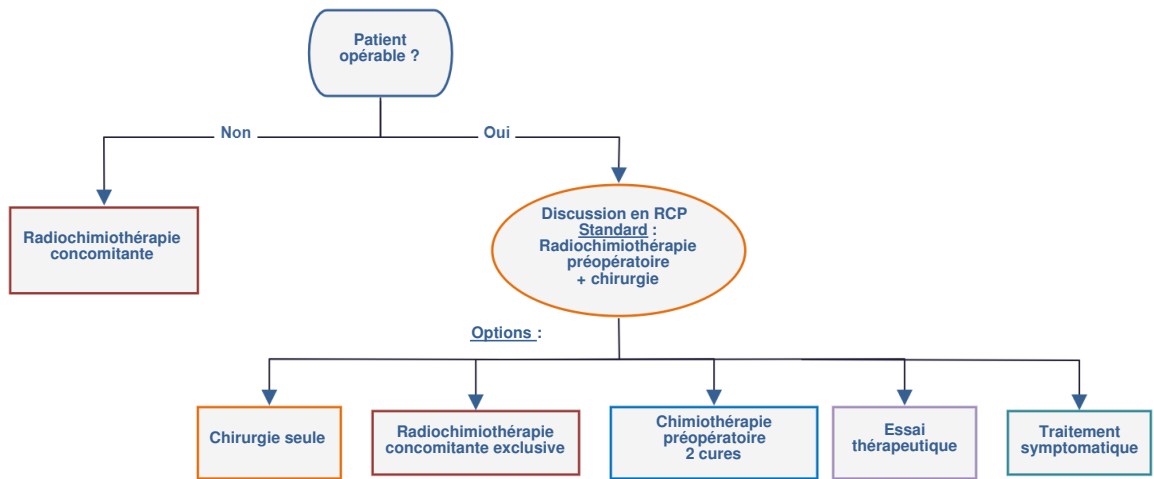 Patient
opérable ?
Non
Oui
Radiochimiothérapie
concomitante
Discussion en RCP
Standard :
Radiochimiothérapie
préopératoire
+ chirurgie
Options :
Chirurgie seule
Radiochimiothérapie
concomitante exclusive
Chimiothérapie
préopératoire
2 cures
Essai
thérapeutique
Traitement
symptomatique